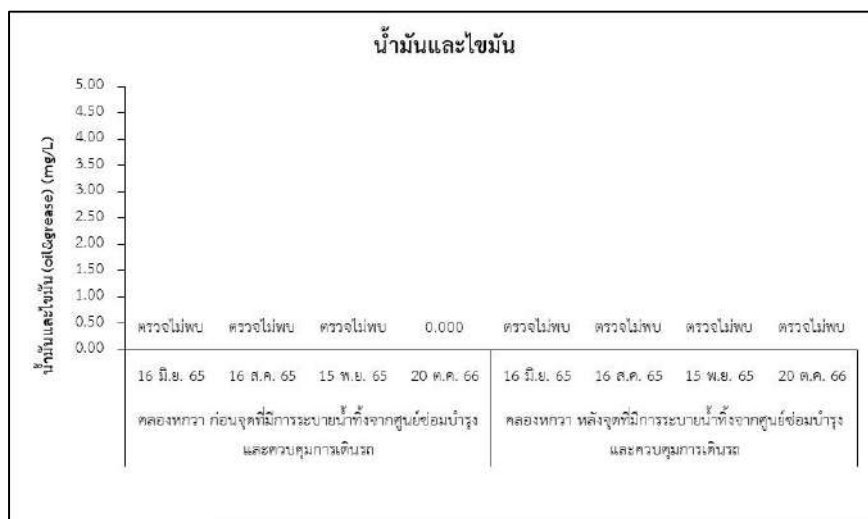 น้ำมันและไขมัน
น้ำมันและไขมัน (oil&grease) (mg/L)
5.00
4.50
4.00
3.50
3.00
2.50
2.00
1.50
1.00
0.50
0.00
ตรวจไม่พบ ตรวจไม่พบ ตรวจไม่พบ 0.000 ตรวจไม่พบ ตรวจไม่พบ ตรวจไม่พบ ตรวจไม่พบ
16 มิ.ย. 65 16 ส.ค. 65 15 พ.ย. 65 20 ต.ค. 66 16 มิ.ย. 65 16 ส.ค. 65 15 พ.ย. 65 20 ต.ค. 66
คลองหกวา ก่อนจุดที่มีการระบายน้ำทิ้งจากศูนย์ซ่อมบำรุง
และควบคุมการเดินรถ
คลองหกวา หลังจุดที่มีการระบายน้ำทิ้งจากศูนย์ซ่อมบำรุง
และควบคุมการเดินรถ